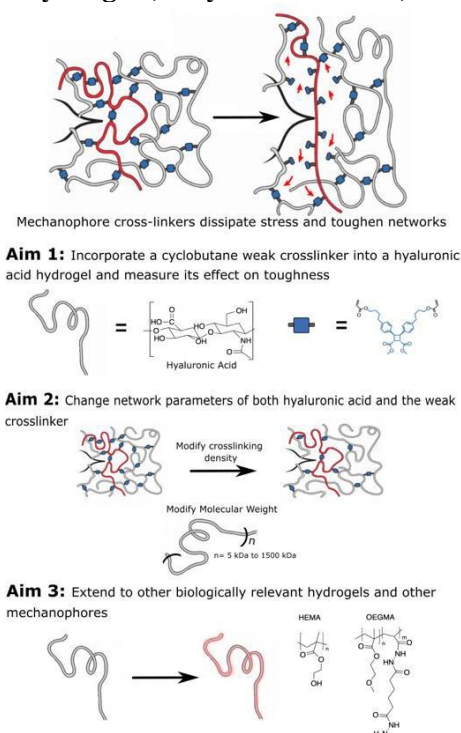 Mechanophore cross-linkers dissipate stress and toughen networks
Aim 1: Incorporate a cyclobutane weak crosslinker into a hyaluronic
acid hydrogel and measure its effect on toughness
=
=
Hyaluronic Acid
Aim 2: Change network parameters of both hyaluronic acid and the weak
crosslinker
Modify crosslinking
density
Modify Molecular Weight
n
n= 5 kDa to 1500 kDa
Aim 3: Extend to other biologically relevant hydrogels and other
mechanophores
HEMA
OEGMA